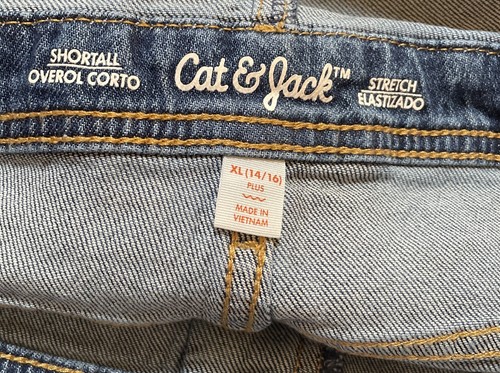 SHORTALL
OVEROL CORTO
Cat & Jack™
STRETCH
ELASTIZADO
XL (14/16)
PLUS
MADE IN
VIETNAM